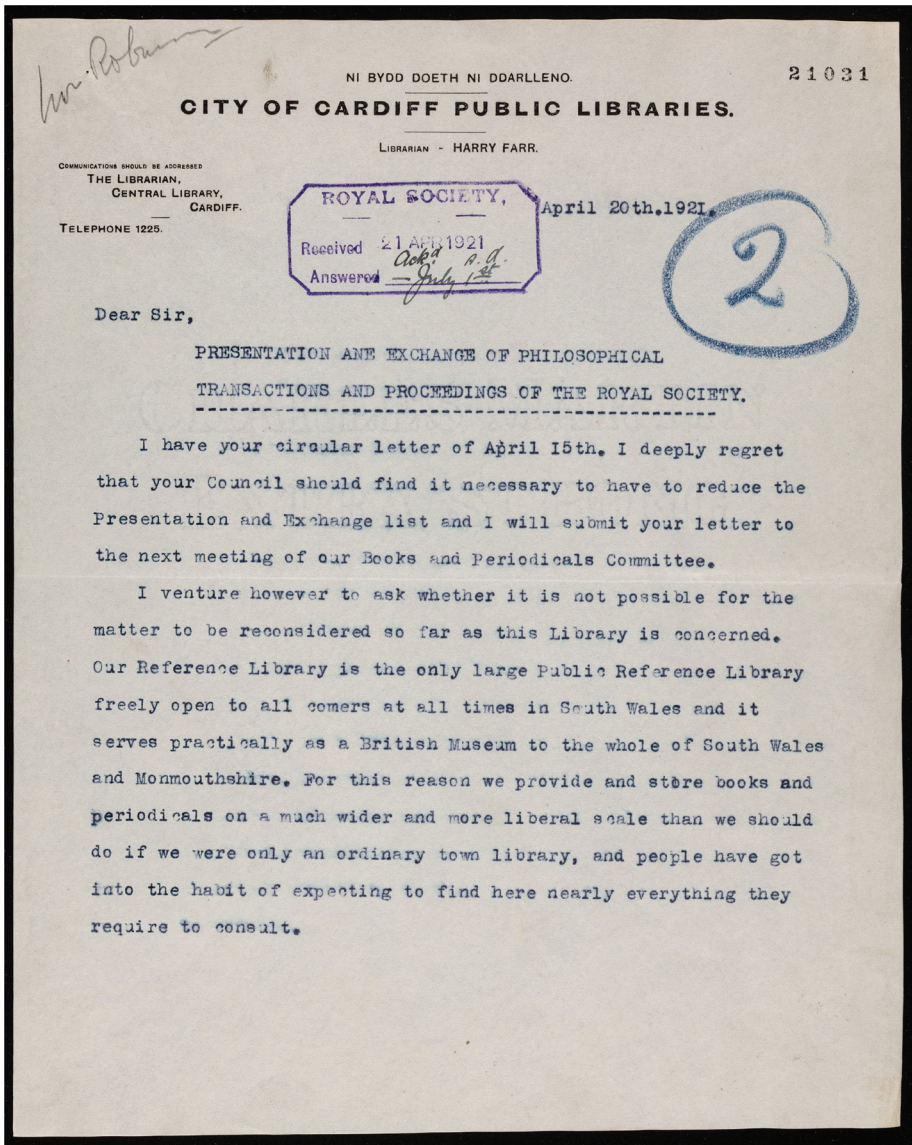 NI BYDD DOETH NI DDARLLENO.
21031
CITY OF CARDIFF PUBLIC LIBRARIES.
LIBRARIAN - HARRY FARR.
COMMUNICATIONS SHOULD BE ADDRESSED
THE LIBRARIAN,
CENTRAL LIBRARY,
CARDIFF.
TELEPHONE 1225.
ROYAL SOCIETY,
Received 21 APR 1921
Ackd s.d.
Answered — July 1st
April 20th.192I.
2
Dear Sir,
PRESENTATION ANE EXCHANGE OF PHILOSOPHICAL
TRANSACTIONS AND PROCEEDINGS OF THE ROYAL SOCIETY.
I have your circular letter of April I5th. I deeply regret
that your Council should find it necessary to have to reduce the
Presentation and Exchange list and I will submit your letter to
the next meeting of our Books and Periodicals Committee.
I venture however to ask whether it is not possible for the
matter to be reconsidered so far as this Library is concerned.
Our Reference Library is the only large Public Reference Library
freely open to all comers at all times in South Wales and it
serves practically as a British Museum to the whole of South Wales
and Monmouthshire. For this reason we provide and store books and
periodicals on a much wider and more liberal scale than we should
do if we were only an ordinary town library, and people have got
into the habit of expecting to find here nearly everything they
require to consult.